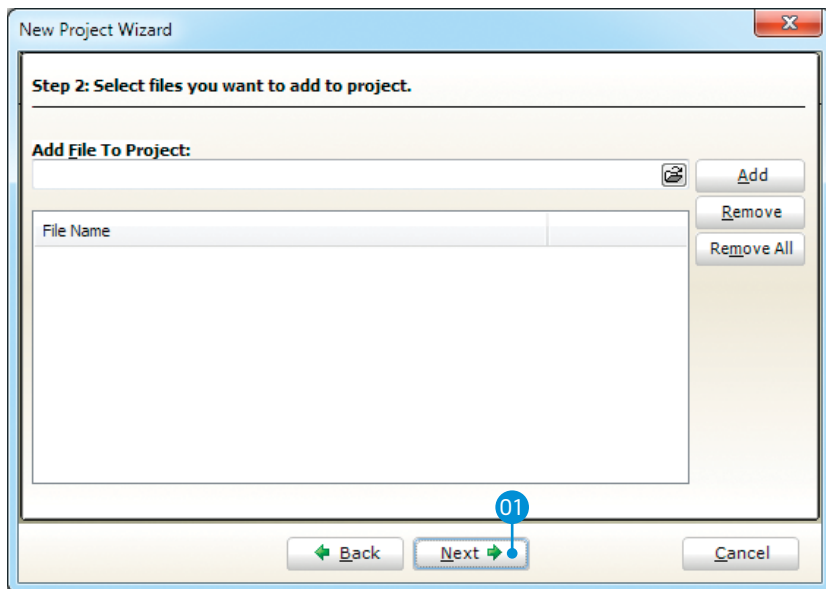 New Project Wizard
Step 2: Select files you want to add to project.
Add File To Project:
Add
Remove
File Name
Remove All
01
Back
Next
Cancel